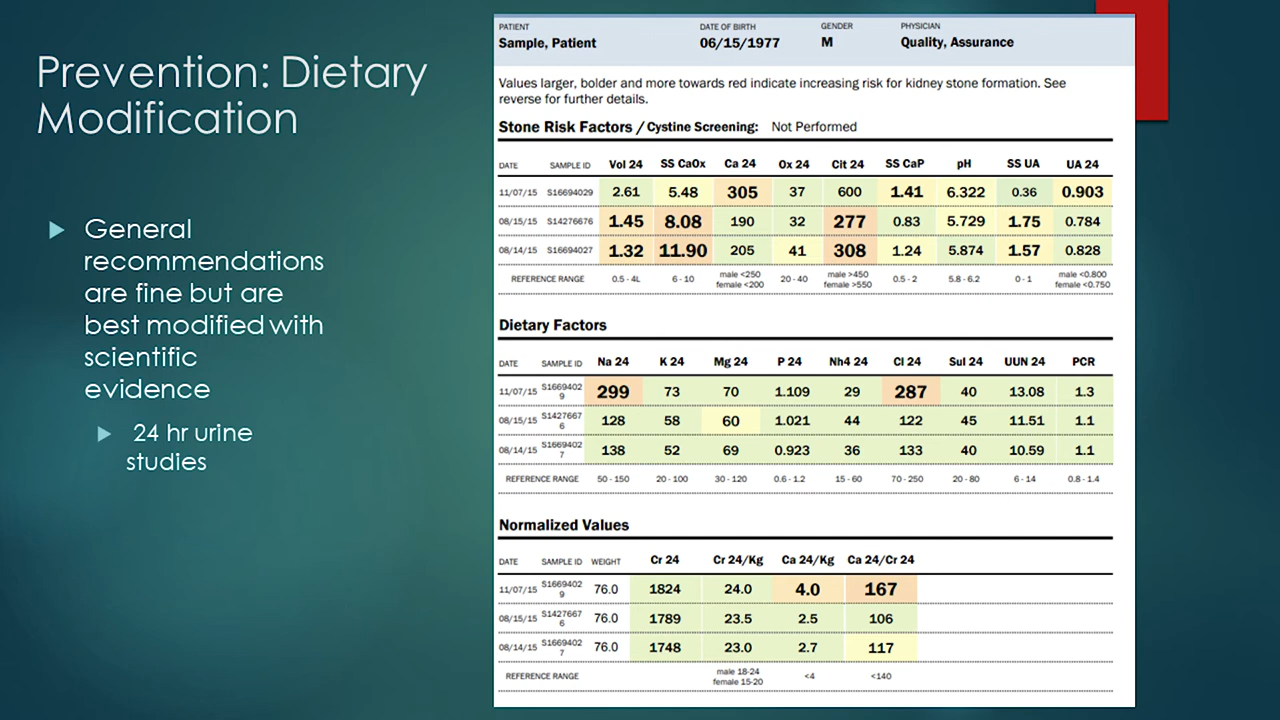 Prevention: Dietary
Modification
General
recommendations
are fine but are
best modified with
scientific
evidence
24 hr urine
studies
PATIENT DATE OF BIRTH GENDER PHYSICIAN
Sample, Patient 06/15/1977 M Quality, Assurance
Values larger, bolder and more towards red indicate increasing risk for kidney stone formation. See
reverse for further details.
Stone Risk Factors / Cystine Screening: Not Performed
DATE SAMPLE ID Vol 24 SS CaOx Ca 24 Ox 24 Cit 24 SS CaP pH SS UA UA 24
11/07/15 S16694029 2.61 5.48 305 37 600 1.41 6.322 0.36 0.903
08/15/15 S14276676 1.45 8.08 190 32 277 0.83 5.729 1.75 0.784
08/14/15 S16694027 1.32 11.90 205 41 308 1.24 5.874 1.57 0.828
REFERENCE RANGE 0.5 - 4L 6 - 10 male <250 20 - 40 male >450 0.5 - 2 5.8 - 6.2 0 - 1 male <0.800
female <200 female >550 female <0.750
Dietary Factors
DATE SAMPLE ID Na 24 K 24 Mg 24 P 24 Nh4 24 Cl 24 Sul 24 UUN 24 PCR
11/07/15 S1669402 299 73 70 1.109 29 287 40 13.08 1.3
9
08/15/15 S1427667 128 58 60 1.021 44 122 45 11.51 1.1
6
08/14/15 S1669402 138 52 69 0.923 36 133 40 10.59 1.1
7
REFERENCE RANGE 50 - 150 20 - 100 30 - 120 0.6 - 1.2 15 - 60 70 - 250 20 - 80 6 - 14 0.8 - 1.4
Normalized Values
DATE SAMPLE ID WEIGHT Cr 24 Cr 24/Kg Ca 24/Kg Ca 24/Cr 24
11/07/15 S1669402 76.0 1824 24.0 4.0 167
9
08/15/15 S1427667 76.0 1789 23.5 2.5 106
6
08/14/15 S1669402 76.0 1748 23.0 2.7 117
7
REFERENCE RANGE male 18-24 <4 <140
female 15-20